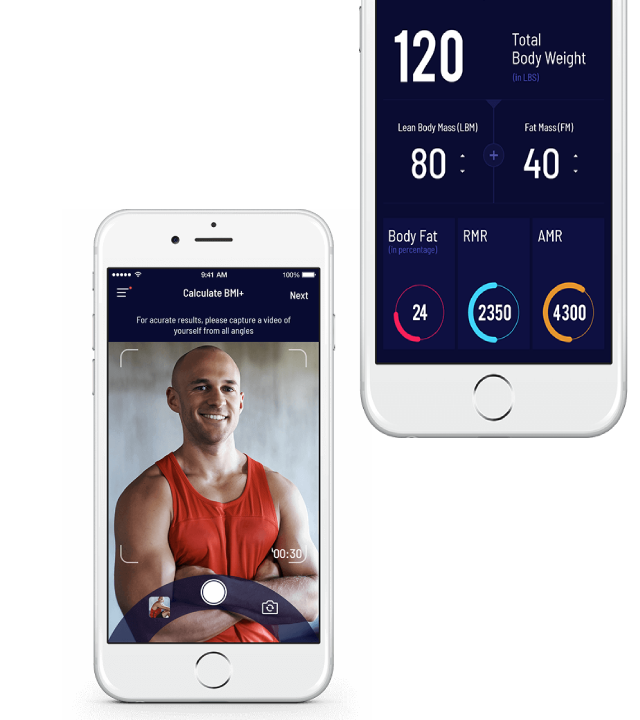 120
Total
Body Weight
(in LBS)
Lean Body Mass (LBM)
Fat Mass (FM)
80
+
40
Body Fat
(in percentage)
RMR
AMR
24
2350
4300
9:41 AM
100%
Calculate BMI+
Next
For acurate results, please capture a video of
yourself from all angles
'00:30